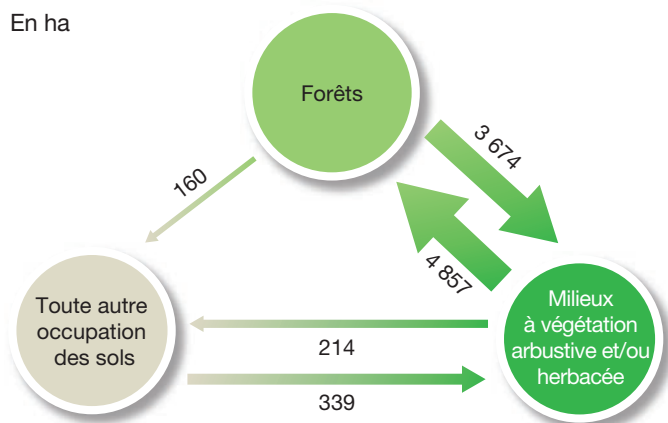 En ha
Forêts
3 674
160
4 857
Toute autre
occupation
des sols
Milieux
à végétation
arbustive et/ou
herbacée
214
339